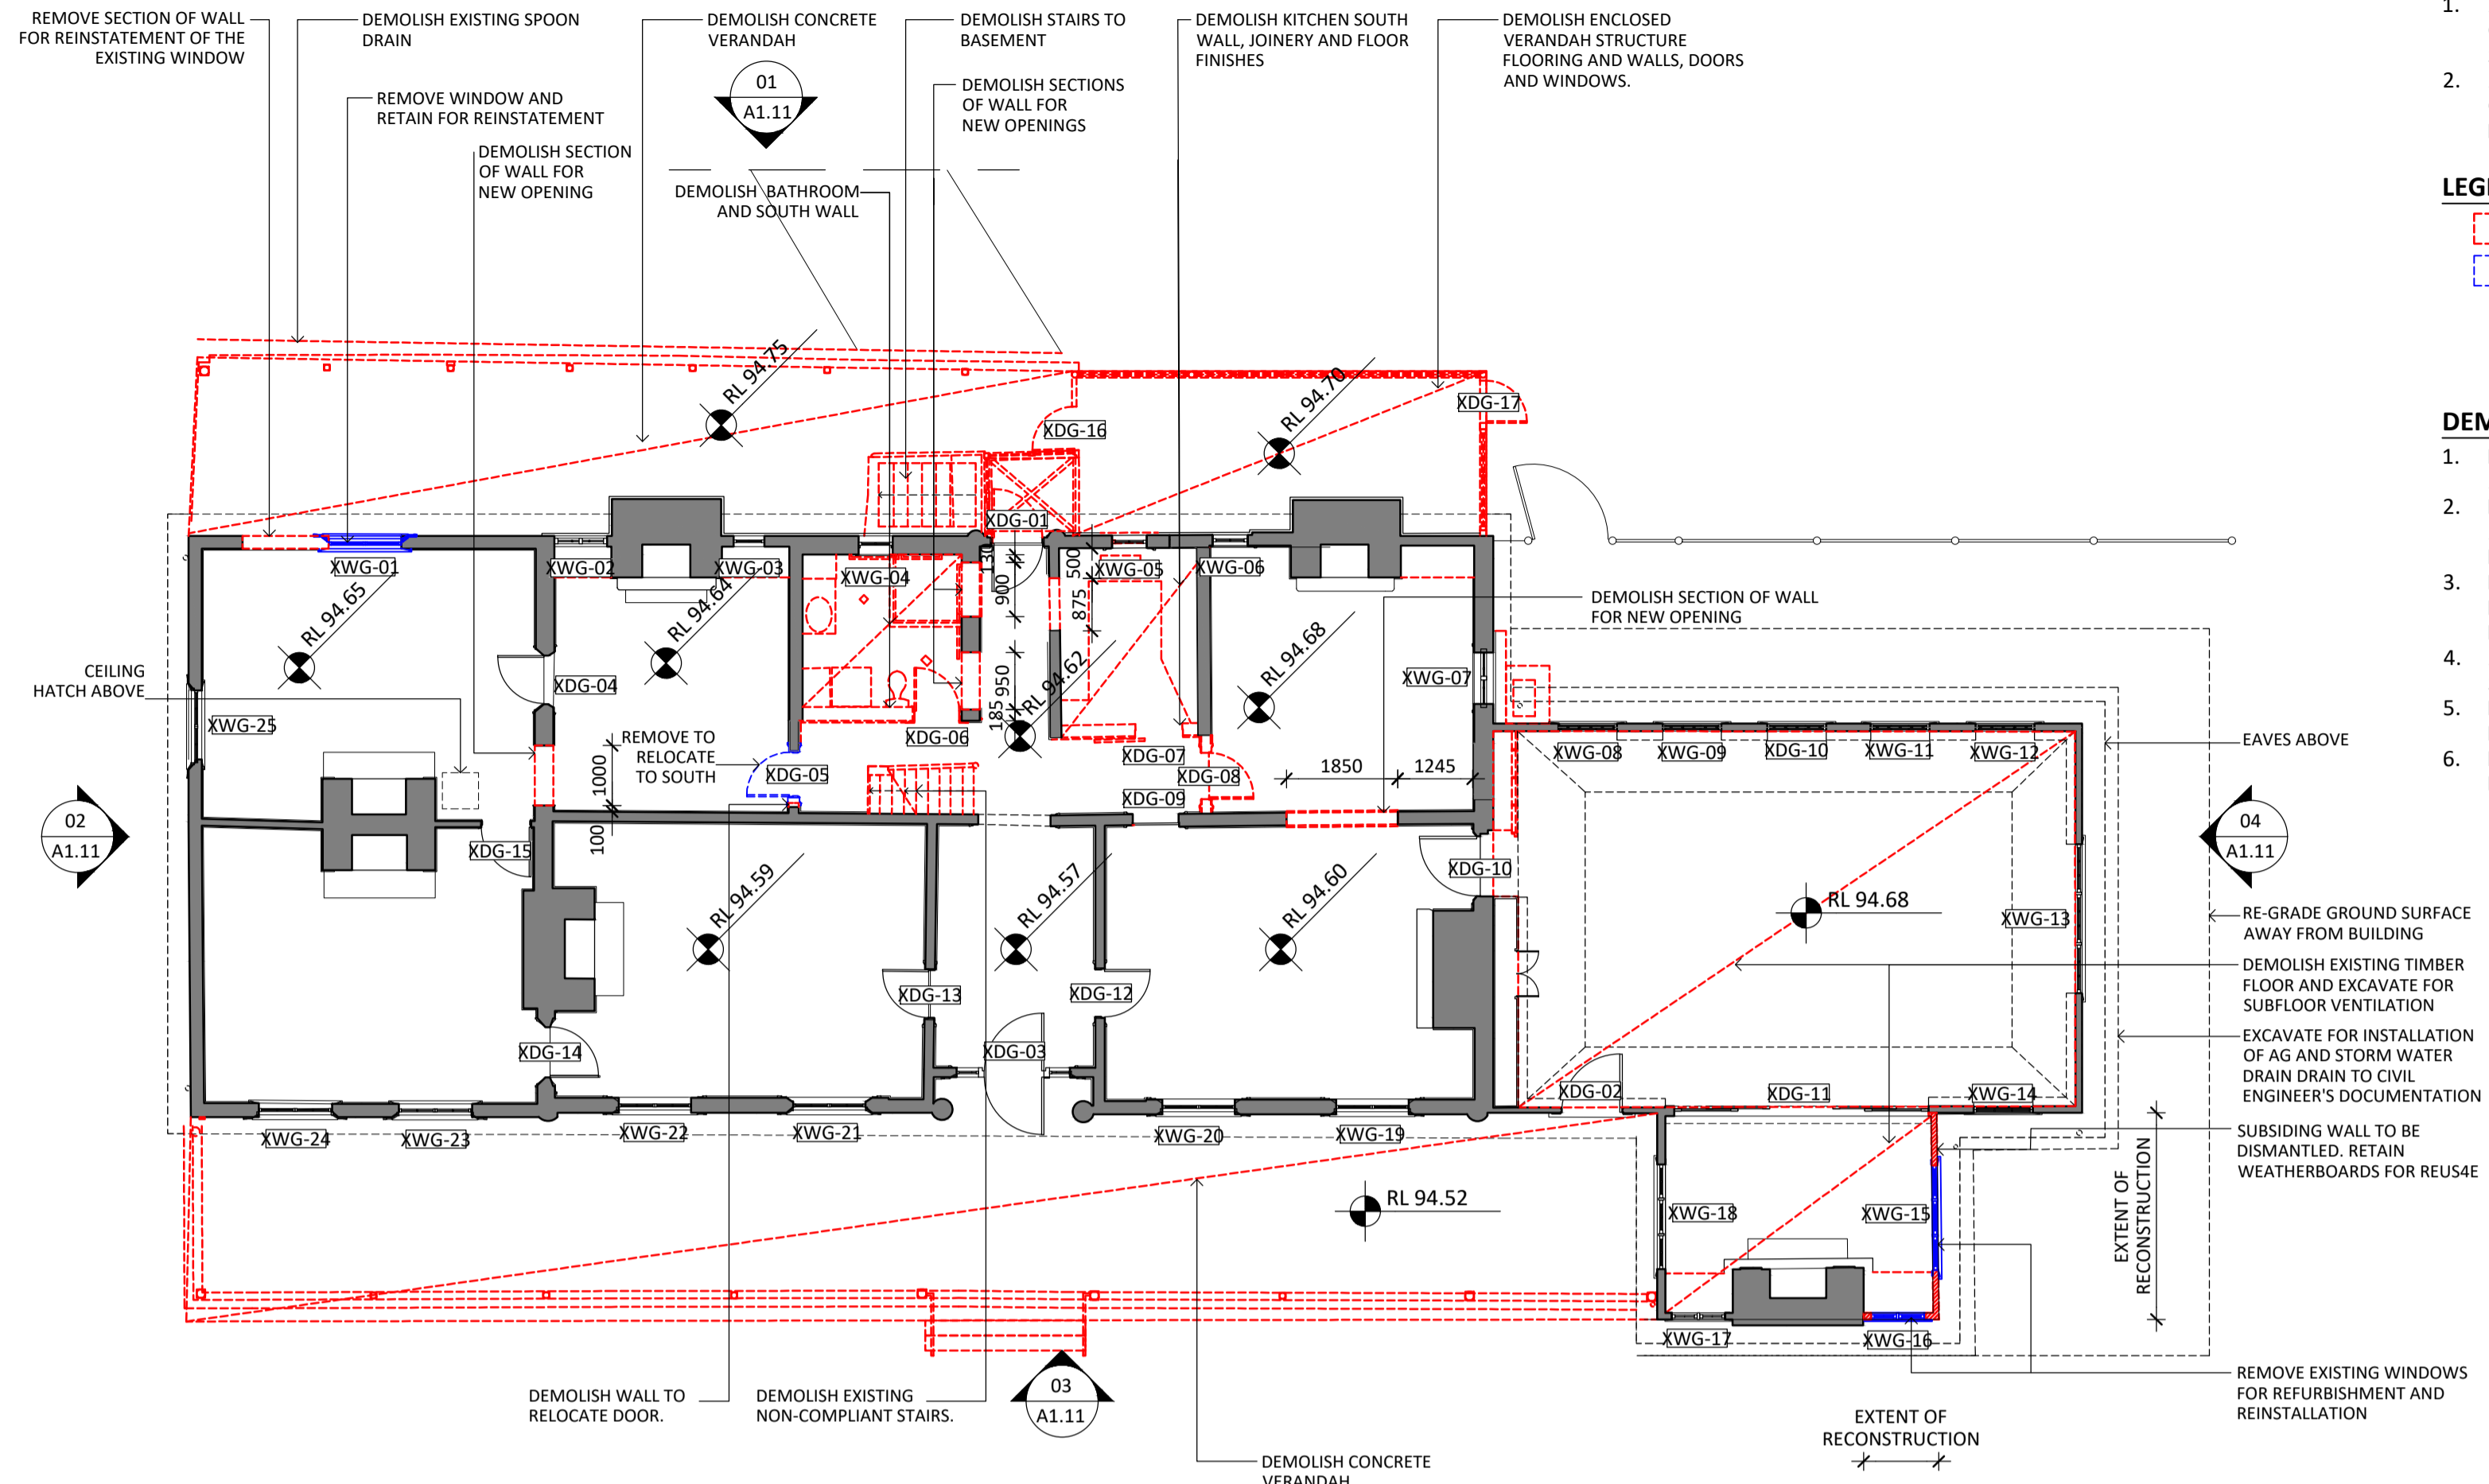 REMOVE SECTION OF WALL
FOR REINSTATEMENT OF THE
EXISTING WINDOW
DEMOLISH EXISTING SPOON
DRAIN
REMOVE WINDOW AND
RETAIN FOR REINSTATEMENT
DEMOLISH SECTION
OF WALL FOR
NEW OPENING
DEMOLISH CONCRETE
VERANDAH
01
A1.11
DEMOLISH BATHROOM
AND SOUTH WALL
DEMOLISH STAIRS TO
BASEMENT
DEMOLISH SECTIONS
OF WALL FOR
NEW OPENINGS
DEMOLISH KITCHEN SOUTH
WALL, JOINERY AND FLOOR
FINISHES
DEMOLISH ENCLOSED
VERANDAH STRUCTURE
FLOORING AND WALLS, DOORS
AND WINDOWS.
1.
2.
LEG
DEM
1.
2.
3.
4.
5.
6.
RL 94.75
RL 94.70
XDG-16
XDG-17
XDG-01
XWG-01
XWG-02
XWG-03
XWG-04
XWG-05
XWG-06
130
900
950
185
500
875
RL 94.65
RL 94.64
RL 94.62
RL 94.68
DEMOLISH SECTION OF WALL
FOR NEW OPENING
CEILING
HATCH ABOVE
XWG-25
XDG-04
XWG-07
XDG-06
REMOVE TO
RELOCATE
TO SOUTH
XDG-05
1000
100
XDG-07
XDG-08
XDG-09
1850
1245
XWG-08
XWG-09
XDG-10
XWG-11
XWG-12
EAVES ABOVE
02
A1.11
04
A1.11
XDG-15
XDG-10
RL 94.59
RL 94.57
RL 94.60
RL 94.68
XWG-13
RE-GRADE GROUND SURFACE
AWAY FROM BUILDING
DEMOLISH EXISTING TIMBER
FLOOR AND EXCAVATE FOR
SUBFLOOR VENTILATION
EXCAVATE FOR INSTALLATION
OF AG AND STORM WATER
DRAIN DRAIN TO CIVIL
ENGINEER'S DOCUMENTATION
SUBSIDING WALL TO BE
DISMANTLED. RETAIN
WEATHERBOARDS FOR REUS4E
XDG-13
XDG-12
XDG-14
XDG-03
XDG-02
XDG-11
XWG-14
XWG-24
XWG-23
XWG-22
XWG-21
XWG-20
XWG-19
RL 94.52
XWG-18
XWG-15
EXTENT OF
RECONSTRUCTION
XWG-17
XWG-16
DEMOLISH WALL TO
RELOCATE DOOR.
DEMOLISH EXISTING
NON-COMPLIANT STAIRS.
03
A1.11
REMOVE EXISTING WINDOWS
FOR REFURBISHMENT AND
REINSTALLATION
EXTENT OF
RECONSTRUCTION
DEMOLISH CONCRETE
VERANDAH